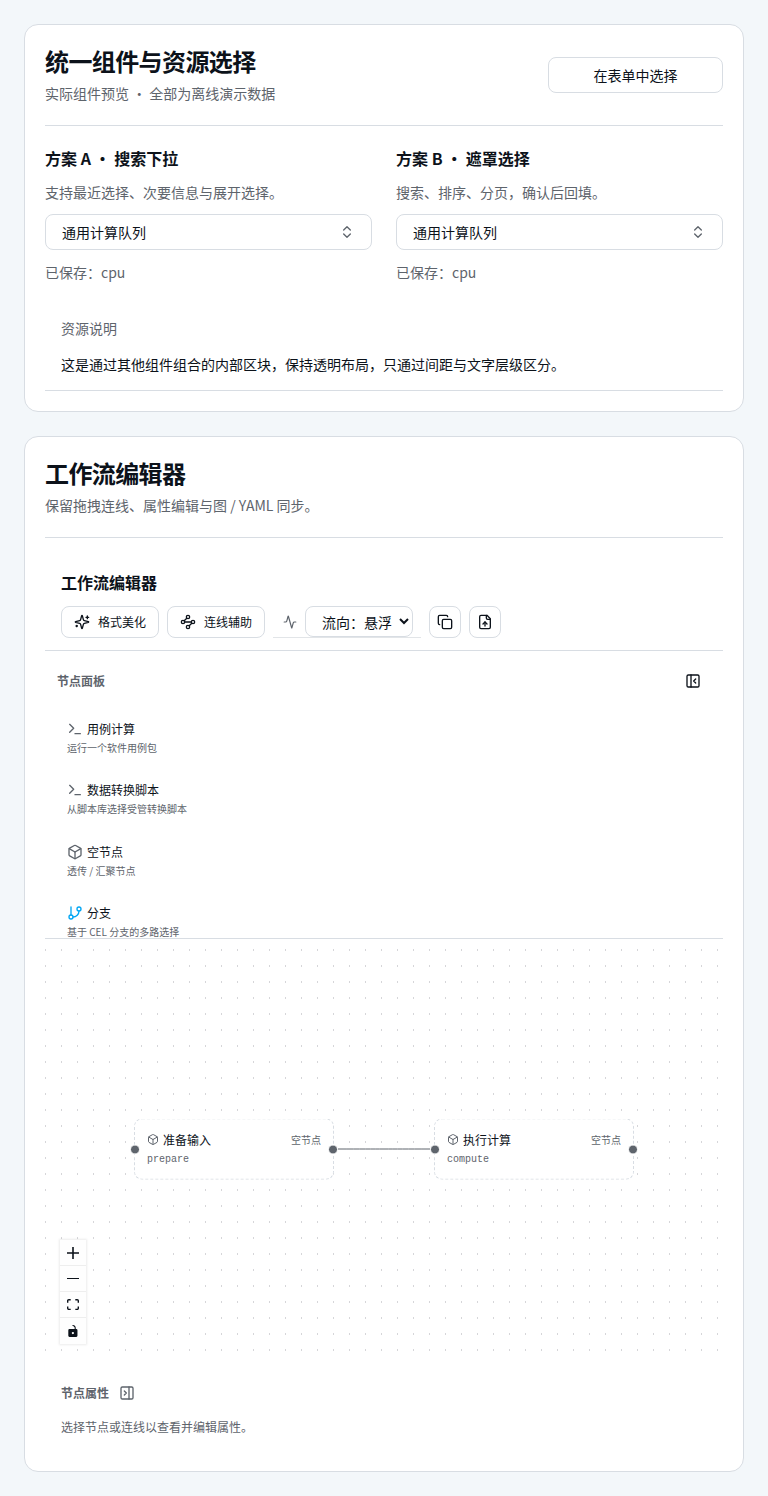 统一组件与资源选择
实际组件预览 · 全部为离线演示数据
在表单中选择
方案 A · 搜索下拉
支持最近选择、次要信息与展开选择。
通用计算队列
已保存：cpu
方案 B · 遮罩选择
搜索、排序、分页，确认后回填。
通用计算队列
已保存：cpu
资源说明
这是通过其他组件组合的内部区块，保持透明布局，只通过间距与文字层级区分。
工作流编辑器
保留拖拽连线、属性编辑与图 / YAML 同步。
工作流编辑器
格式美化
连线辅助
流向：悬浮
节点面板
用例计算
运行一个软件用例包
数据转换脚本
从脚本库选择受管转换脚本
空节点
透传 / 汇聚节点
分支
基于 CEL 分支的多路选择
准备输入 空节点
prepare
执行计算 空节点
compute
节点属性
选择节点或连线以查看并编辑属性。